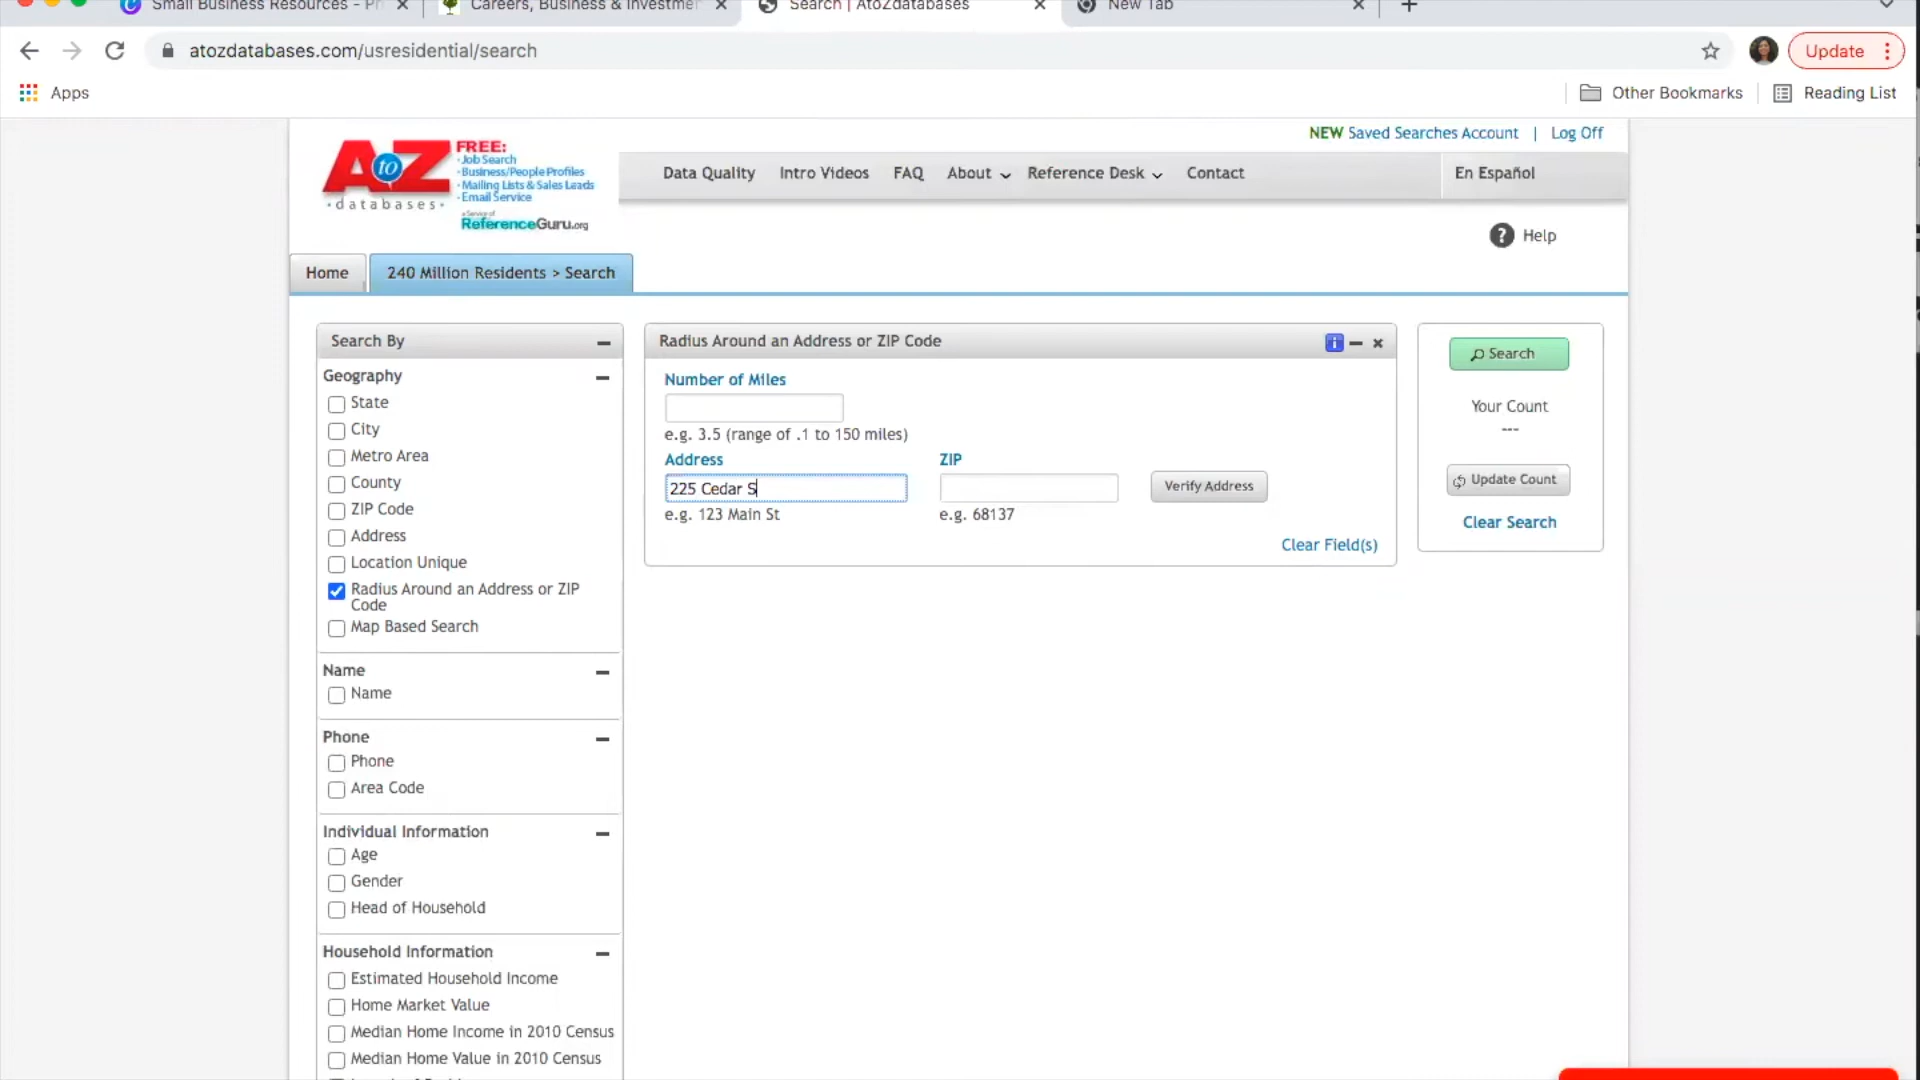 Small Business Resources - Pr
Careers, Business & Investmen
Search | AtoZdatabases
New Tab
atozdatabases.com/usresidential/search
Update
Apps
Other Bookmarks
Reading List
NEW Saved Searches Account | Log Off
AtoZ
databases
FREE:
Job Search
Business/People Profiles
Mailing Lists & Sales Leads
Email Service
a Service of
ReferenceGuru.org
Data Quality
Intro Videos
FAQ
About
Reference Desk
Contact
En Español
? Help
Home
240 Million Residents > Search
Search By
Geography
State
City
Metro Area
County
ZIP Code
Address
Location Unique
Radius Around an Address or ZIP
Code
Map Based Search
Name
Name
Phone
Phone
Area Code
Individual Information
Age
Gender
Head of Household
Household Information
Estimated Household Income
Home Market Value
Median Home Income in 2010 Census
Median Home Value in 2010 Census
Radius Around an Address or ZIP Code
Number of Miles
e.g. 3.5 (range of .1 to 150 miles)
Address
ZIP
225 Cedar S
Verify Address
e.g. 123 Main St
e.g. 68137
Clear Field(s)
Search
Your Count
---
Update Count
Clear Search